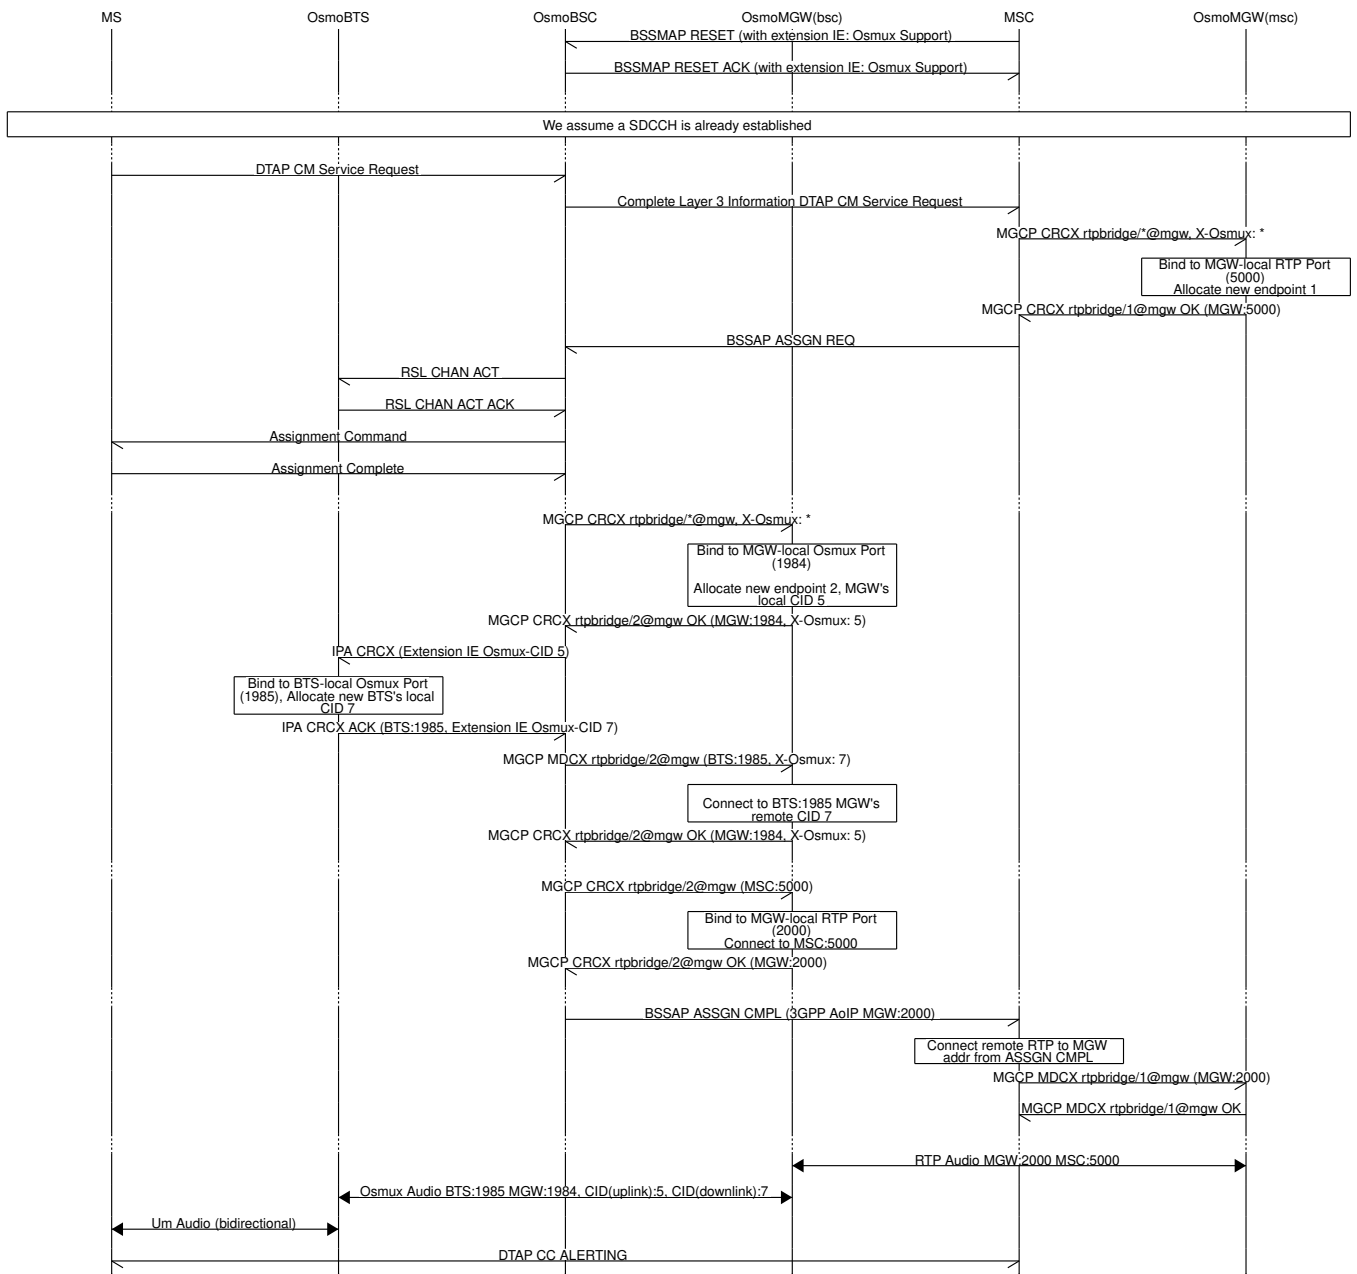 MS OsmoBTS OsmoBSC OsmoMGW(bsc) MSC OsmoMGW(msc)
BSSMAP RESET (with extension IE: Osmux Support)
BSSMAP RESET ACK (with extension IE: Osmux Support)
We assume a SDCCH is already established
DTAP CM Service Request
Complete Layer 3 Information DTAP CM Service Request
MGCP CRCX rtpbridge/*@mgw, X-Osmux: *
Bind to MGW-local RTP Port
(5000)
Allocate new endpoint 1
MGCP CRCX rtpbridge/1@mgw OK (MGW:5000)
BSSAP ASSGN REQ
RSL CHAN ACT
RSL CHAN ACT ACK
Assignment Command
Assignment Complete
MGCP CRCX rtpbridge/*@mgw, X-Osmux: *
Bind to MGW-local Osmux Port
(1984)
Allocate new endpoint 2, MGW's
local CID 5
MGCP CRCX rtpbridge/2@mgw OK (MGW:1984, X-Osmux: 5)
IPA CRCX (Extension IE Osmux-CID 5)
Bind to BTS-local Osmux Port
(1985), Allocate new BTS's local
CID 7
IPA CRCX ACK (BTS:1985, Extension IE Osmux-CID 7)
MGCP MDCX rtpbridge/2@mgw (BTS:1985, X-Osmux: 7)
Connect to BTS:1985 MGW's
remote CID 7
MGCP CRCX rtpbridge/2@mgw OK (MGW:1984, X-Osmux: 5)
MGCP CRCX rtpbridge/2@mgw (MSC:5000)
Bind to MGW-local RTP Port
(2000)
Connect to MSC:5000
MGCP CRCX rtpbridge/2@mgw OK (MGW:2000)
BSSAP ASSGN CMPL (3GPP AoIP MGW:2000)
Connect remote RTP to MGW
addr from ASSGN CMPL
MGCP MDCX rtpbridge/1@mgw (MGW:2000)
MGCP MDCX rtpbridge/1@mgw OK
RTP Audio MGW:2000 MSC:5000
Osmux Audio BTS:1985 MGW:1984, CID(uplink):5, CID(downlink):7
Um Audio (bidirectional)
DTAP CC ALERTING